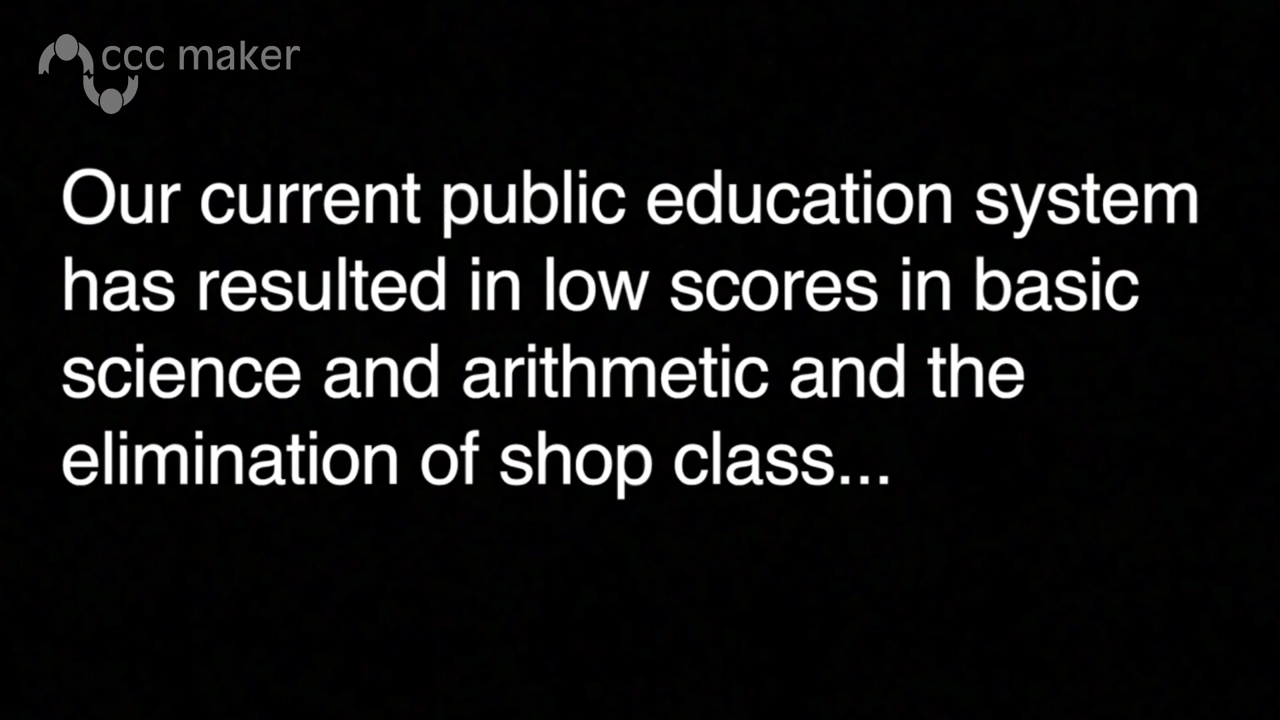 ccc maker
Our current public education system
has resulted in low scores in basic
science and arithmetic and the
elimination of shop class...